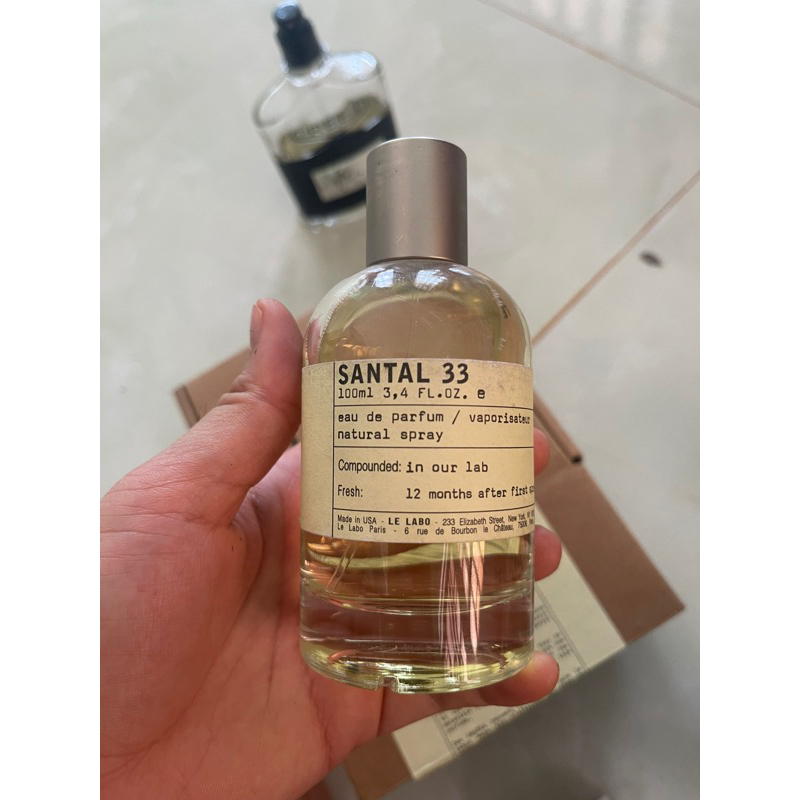 SANTAL 33
100ml 3,4 FL.OZ. e
eau de parfum / vaporisateur
natural spray
Compounded: in our lab
Fresh: 12 months after first
Made in USA - LE LABO - 233 Elizabeth Street, New York, NY
Le Labo Paris - 6 rue de Bourbon le Château, 75006,